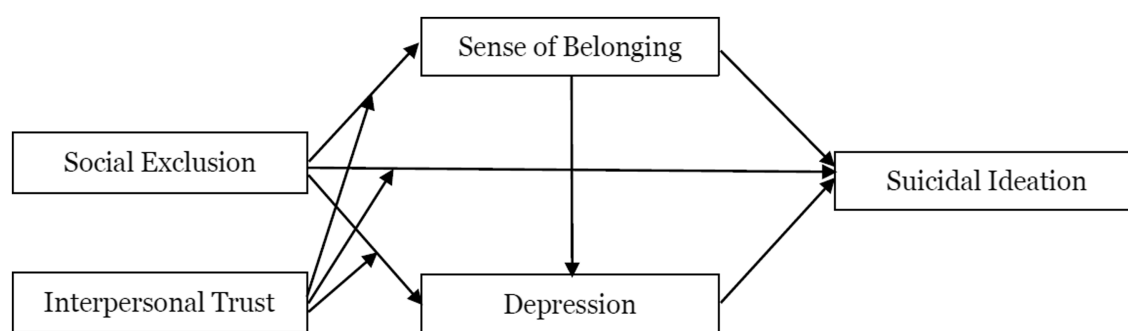 Sense of Belonging
Social Exclusion
Suicidal Ideation
Interpersonal Trust
Depression